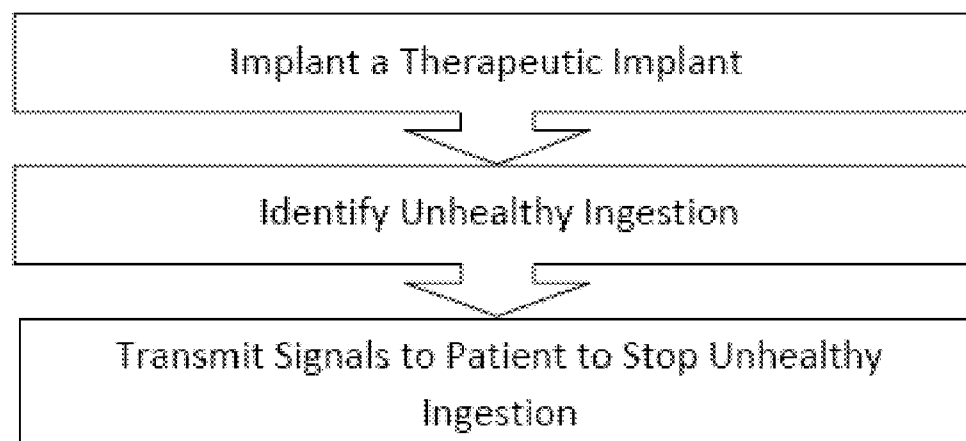 Implant a Therapeutic Implant
Identify Unhealthy Ingestion
Transmit Signals to Patient to Stop Unhealthy
Ingestion